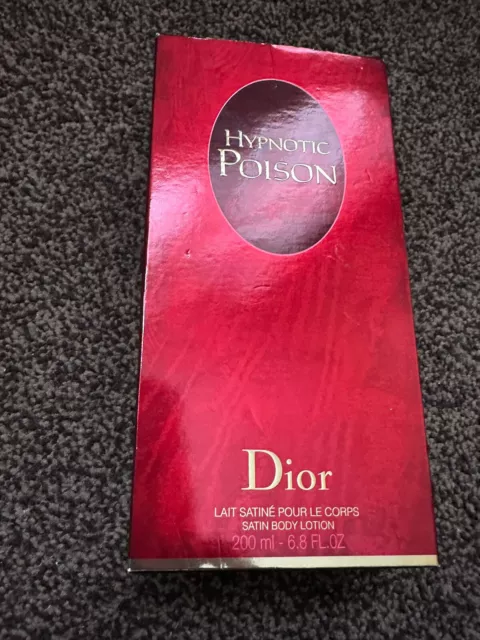 HYPNOTIC
POISON
Dior
LAIT SATINÉ POUR LE CORPS
SATIN BODY LOTION
200 ml - 6.8 FL.OZ